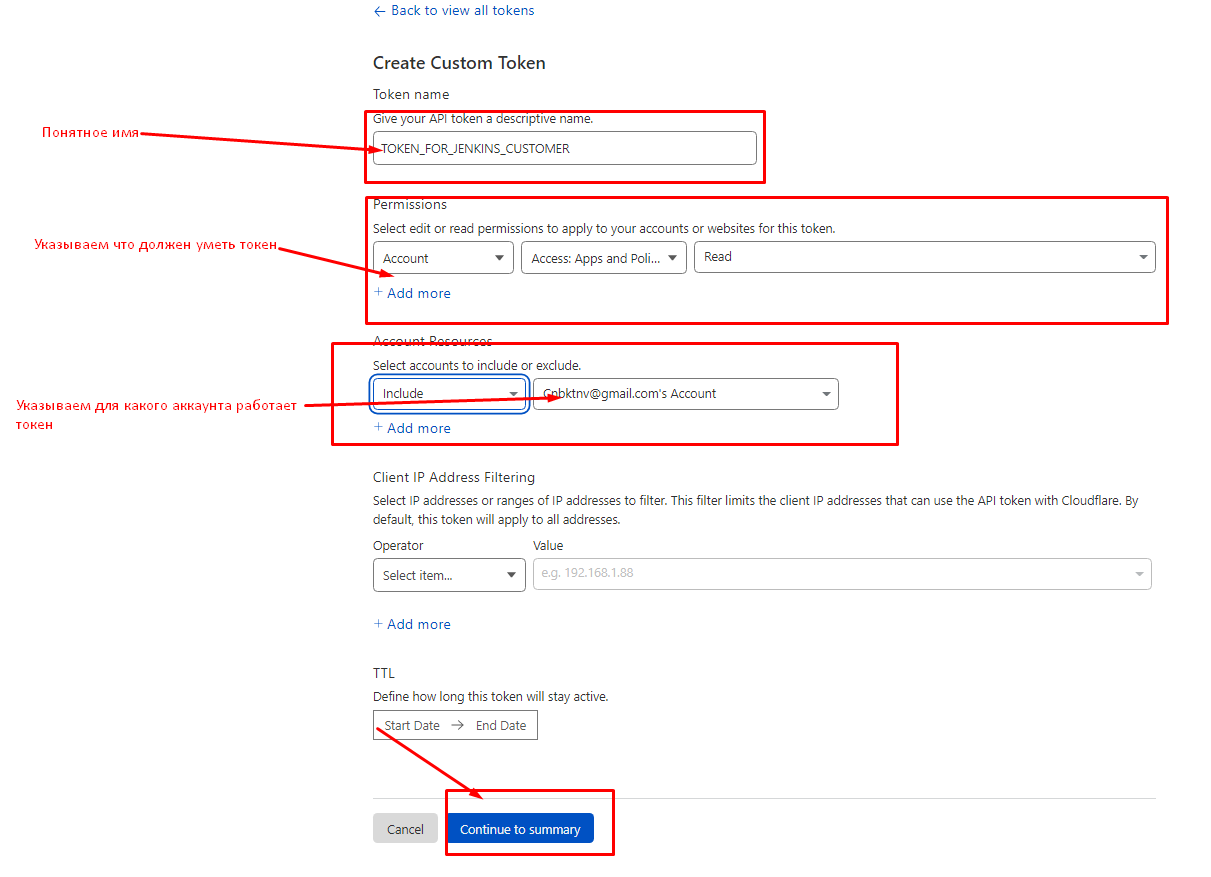 ← Back to view all tokens
Create Custom Token
Token name
Give your API token a descriptive name.
Понятное имя
TOKEN_FOR_JENKINS_CUSTOMER
Permissions
Select edit or read permissions to apply to your accounts or websites for this token.
Указываем что должен уметь токен
Account Access: Apps and Poli... Read
+ Add more
Account Resources
Select accounts to include or exclude.
Include Gnbktnv@gmail.com's Account
Указываем для какого аккаунта работает
токен
+ Add more
Client IP Address Filtering
Select IP addresses or ranges of IP addresses to filter. This filter limits the client IP addresses that can use the API token with Cloudflare. By
default, this token will apply to all addresses.
Operator Value
Select item... e.g. 192.168.1.88
+ Add more
TTL
Define how long this token will stay active.
Start Date → End Date
Cancel Continue to summary